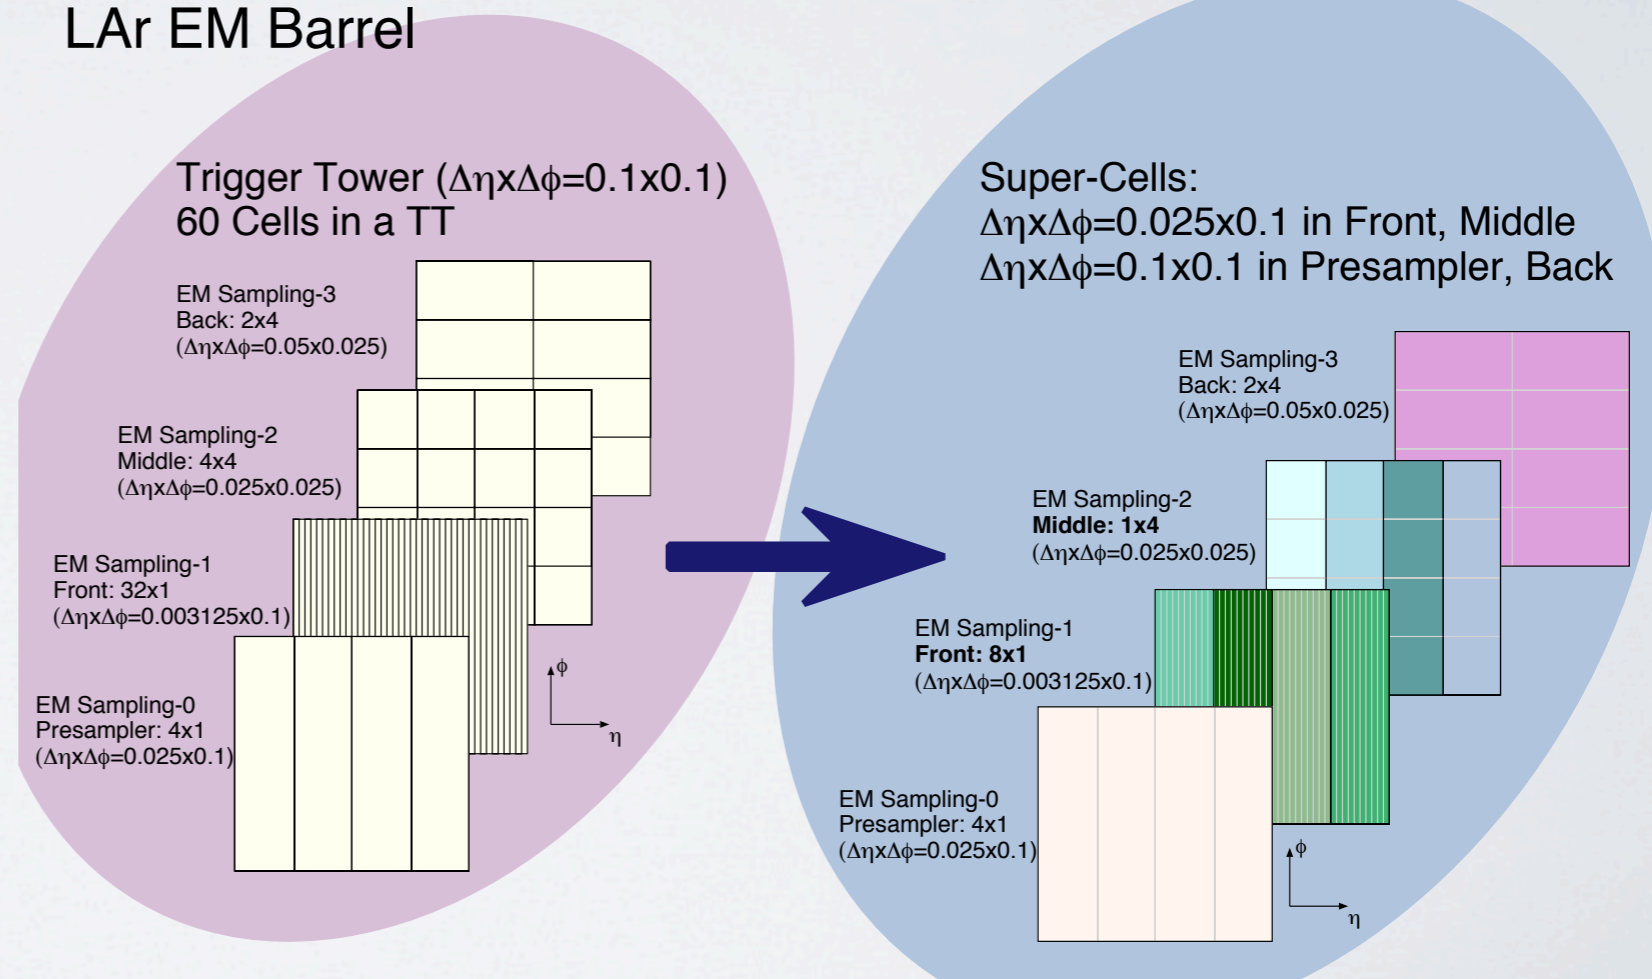 LAr EM Barrel
Trigger Tower (ΔηxΔϕ=0.1x0.1)
60 Cells in a TT
EM Sampling-3
Back: 2x4
(ΔηxΔϕ=0.05x0.025)
EM Sampling-2
Middle: 4x4
(ΔηxΔϕ=0.025x0.025)
EM Sampling-1
Front: 32x1
(ΔηxΔϕ=0.003125x0.1)
EM Sampling-0
Presampler: 4x1
(ΔηxΔϕ=0.025x0.1)
ϕ
η
Super-Cells:
ΔηxΔϕ=0.025x0.1 in Front, Middle
ΔηxΔϕ=0.1x0.1 in Presampler, Back
EM Sampling-3
Back: 2x4
(ΔηxΔϕ=0.05x0.025)
EM Sampling-2
Middle: 1x4
(ΔηxΔϕ=0.025x0.025)
EM Sampling-1
Front: 8x1
(ΔηxΔϕ=0.003125x0.1)
EM Sampling-0
Presampler: 4x1
(ΔηxΔϕ=0.025x0.1)
ϕ
η